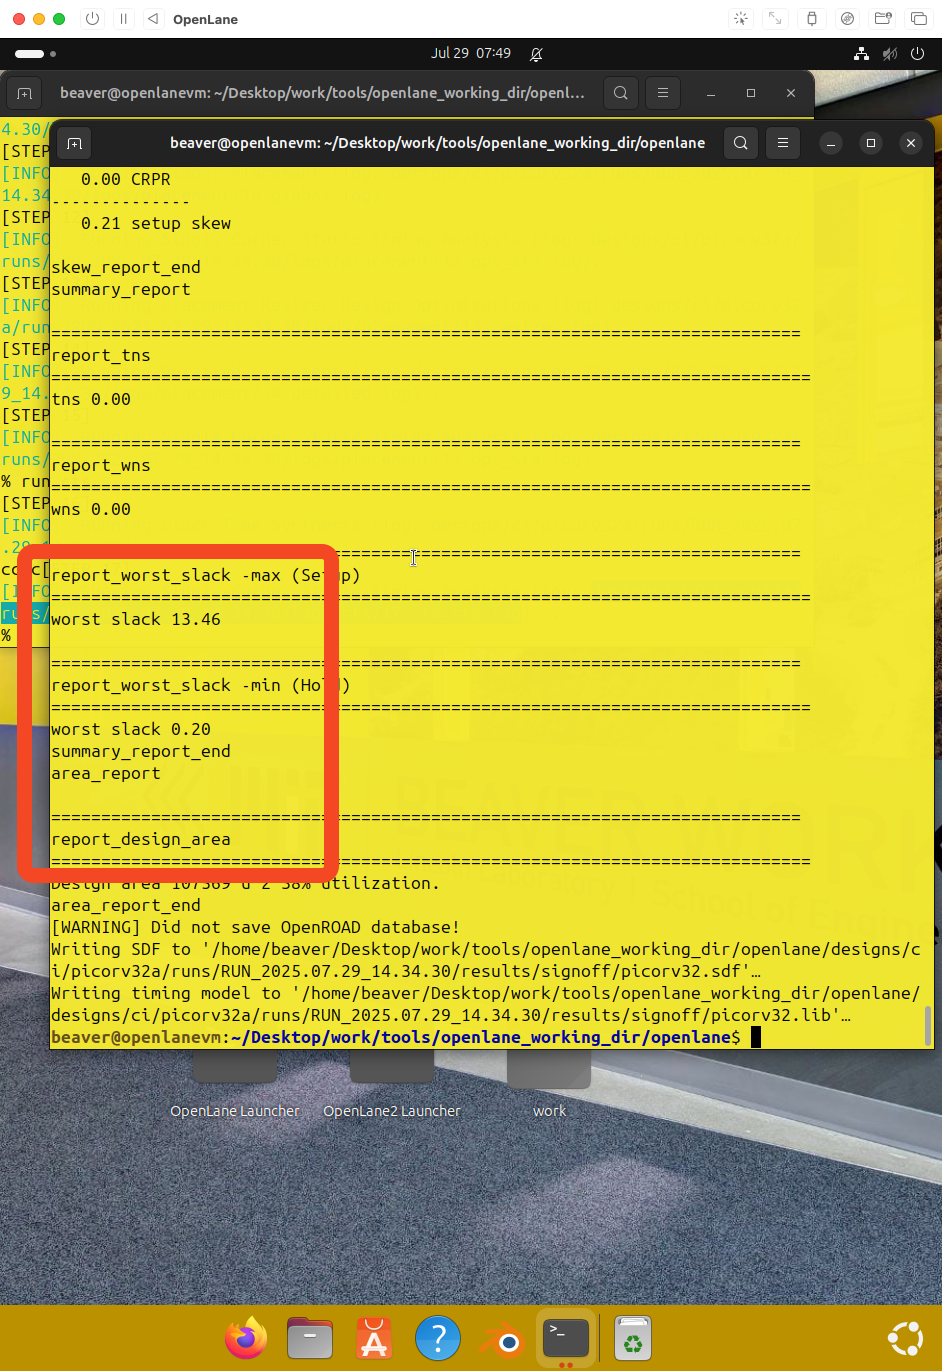 OpenLane
Jul 29 07:49
beaver@openlanevm: ~/Desktop/work/tools/openlane_working_dir/openl…
4.30/
[STEP
[INFO
14.34
[STEP
[INFO
runs/
[STEP
[INFO
a/run
[STEP
[INFO
9_14.
[STEP
[INFO
runs/
% run
[STEP
[INFO
.29_1
[INFO
runs/
%
beaver@openlanevm: ~/Desktop/work/tools/openlane_working_dir/openlane
0.00 CRPR
--------------
0.21 setup skew
skew_report_end
summary_report
===========================================================================
report_tns
============================================================================
tns 0.00
===========================================================================
report_wns
============================================================================
wns 0.00
===========================================================================
report_worst_slack -max (Setup)
============================================================================
worst slack 13.46
===========================================================================
report_worst_slack -min (Hold)
============================================================================
worst slack 0.20
summary_report_end
area_report
===========================================================================
report_design_area
============================================================================
Design area 107369 u^2 38% utilization.
area_report_end
[WARNING] Did not save OpenROAD database!
Writing SDF to '/home/beaver/Desktop/work/tools/openlane_working_dir/openlane/designs/c
i/picorv32a/runs/RUN_2025.07.29_14.34.30/results/signoff/picorv32.sdf'…
Writing timing model to '/home/beaver/Desktop/work/tools/openlane_working_dir/openlane/
designs/ci/picorv32a/runs/RUN_2025.07.29_14.34.30/results/signoff/picorv32.lib'…
beaver@openlanevm:~/Desktop/work/tools/openlane_working_dir/openlane$
OpenLane Launcher
OpenLane2 Launcher
work